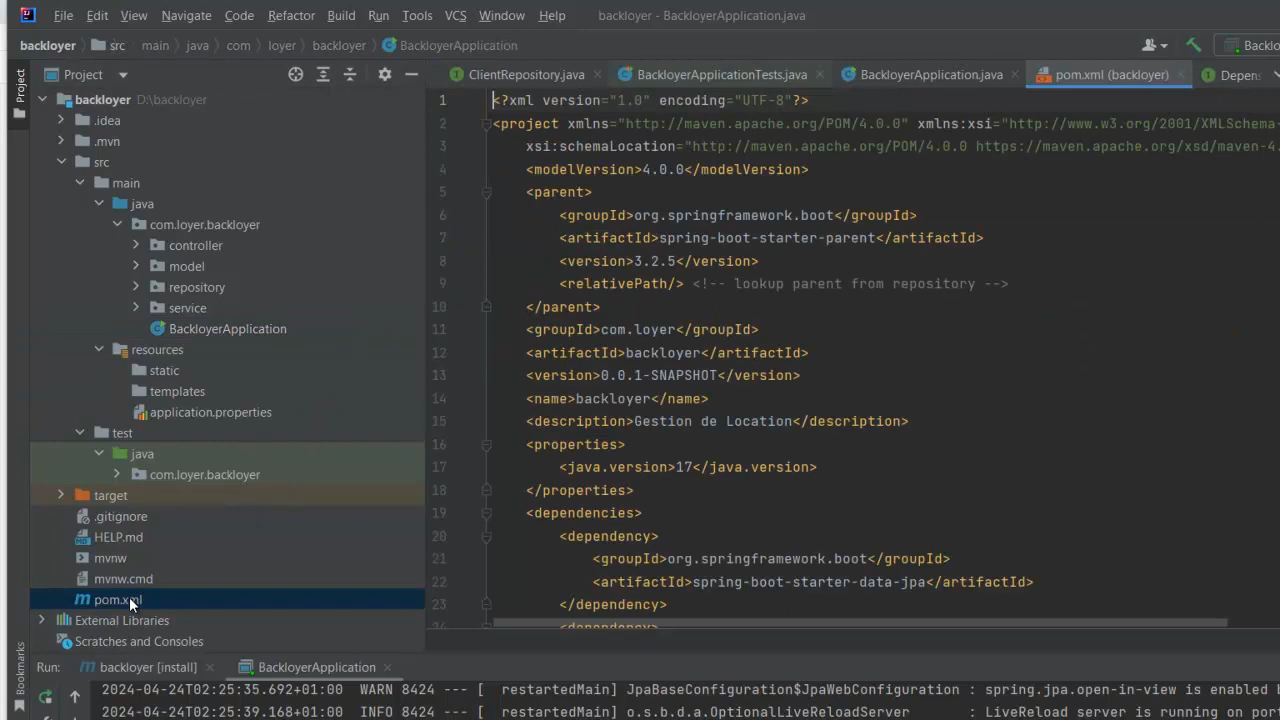 File Edit View Navigate Code Refactor Build Run Tools VCS Window Help backloyer - BackloyerApplication.java
backloyer src main java com loyer backloyer BackloyerApplication
Project
ClientRepository.java BackloyerApplicationTests.java BackloyerApplication.java pom.xml (backloyer)
Project
backloyer D:\backloyer
.idea
.mvn
src
main
java
com.loyer.backloyer
controller
model
repository
service
BackloyerApplication
resources
static
templates
application.properties
test
java
com.loyer.backloyer
target
.gitignore
HELP.md
mvnw
mvnw.cmd
pom.xml
External Libraries
Scratches and Consoles
1 <?xml version="1.0" encoding="UTF-8"?>
2 <project xmlns="http://maven.apache.org/POM/4.0.0" xmlns:xsi="http://www.w3.org/2001/XMLSchema-
3 xsi:schemaLocation="http://maven.apache.org/POM/4.0.0 https://maven.apache.org/xsd/maven-4.
4 <modelVersion>4.0.0</modelVersion>
5 <parent>
6 <groupId>org.springframework.boot</groupId>
7 <artifactId>spring-boot-starter-parent</artifactId>
8 <version>3.2.5</version>
9 <relativePath/> <!-- lookup parent from repository -->
10 </parent>
11 <groupId>com.loyer</groupId>
12 <artifactId>backloyer</artifactId>
13 <version>0.0.1-SNAPSHOT</version>
14 <name>backloyer</name>
15 <description>Gestion de Location</description>
16 <properties>
17 <java.version>17</java.version>
18 </properties>
19 <dependencies>
20 <dependency>
21 <groupId>org.springframework.boot</groupId>
22 <artifactId>spring-boot-starter-data-jpa</artifactId>
23 </dependency>
24 <dependency>
Bookmarks
Run: backloyer [install] BackloyerApplication
2024-04-24T02:25:35.692+01:00 WARN 8424 --- [ restartedMain] JpaBaseConfiguration$JpaWebConfiguration : spring.jpa.open-in-view is enabled b
2024-04-24T02:25:39.168+01:00 INFO 8424 --- [ restartedMain] o.s.b.d.a.OptionalLiveReloadServer : LiveReload server is running on por